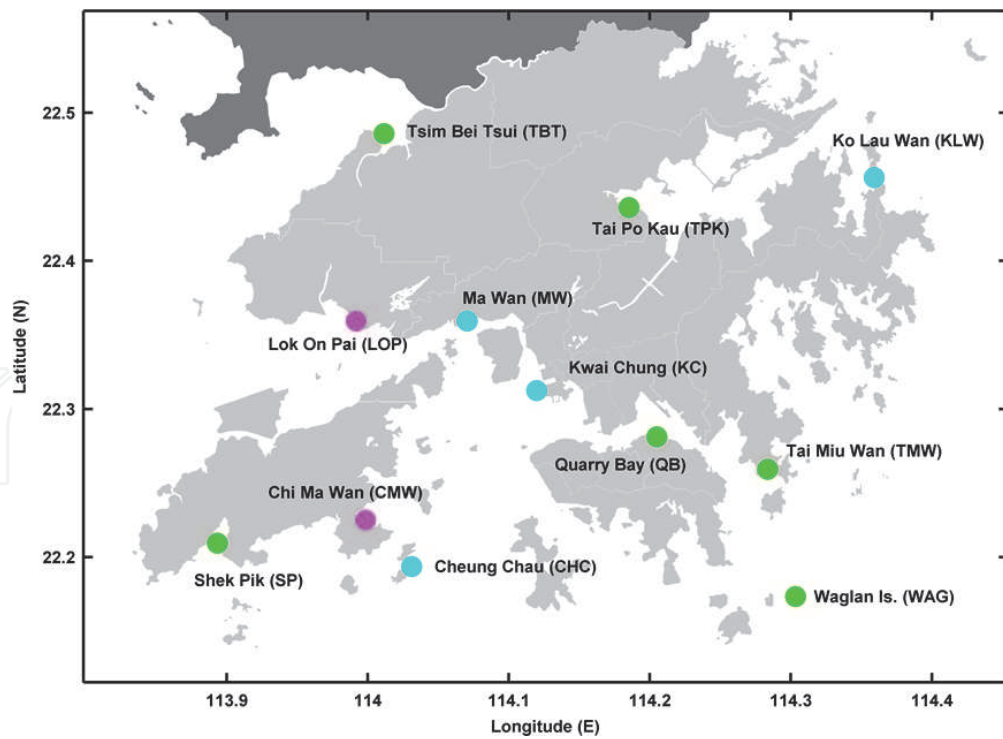 22.5
22.4
22.3
22.2
Latitude (N)
Tsim Bei Tsui (TBT)
Ko Lau Wan (KLW)
Tai Po Kau (TPK)
Ma Wan (MW)
Lok On Pai (LOP)
Kwai Chung (KC)
Quarry Bay (QB)
Tai Miu Wan (TMW)
Chi Ma Wan (CMW)
Shek Pik (SP)
Cheung Chau (CHC)
Waglan Is. (WAG)
113.9 114 114.1 114.2 114.3 114.4
Longitude (E)